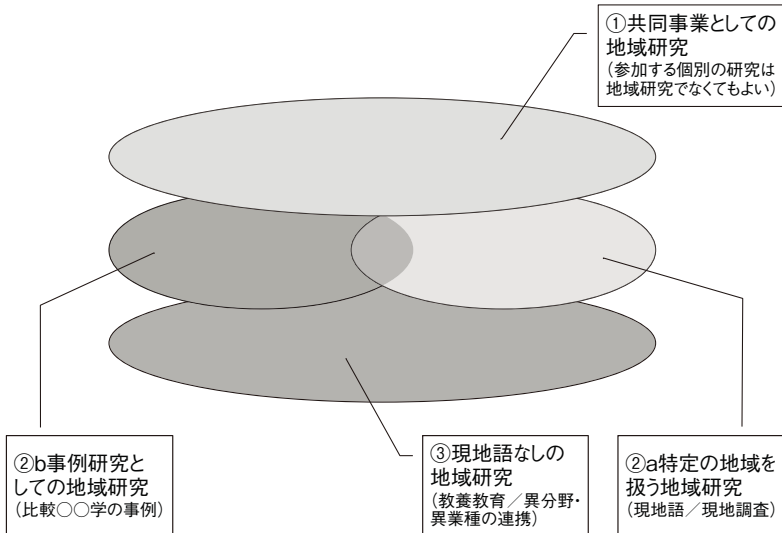 ①共同事業としての
地域研究
（参加する個別の研究は
地域研究でなくてもよい）
②b事例研究と
しての地域研究
（比較○○学の事例）
③現地語なしの
地域研究
（教養教育／異分野・
異業種の連携）
②a特定の地域を
扱う地域研究
（現地語／現地調査）